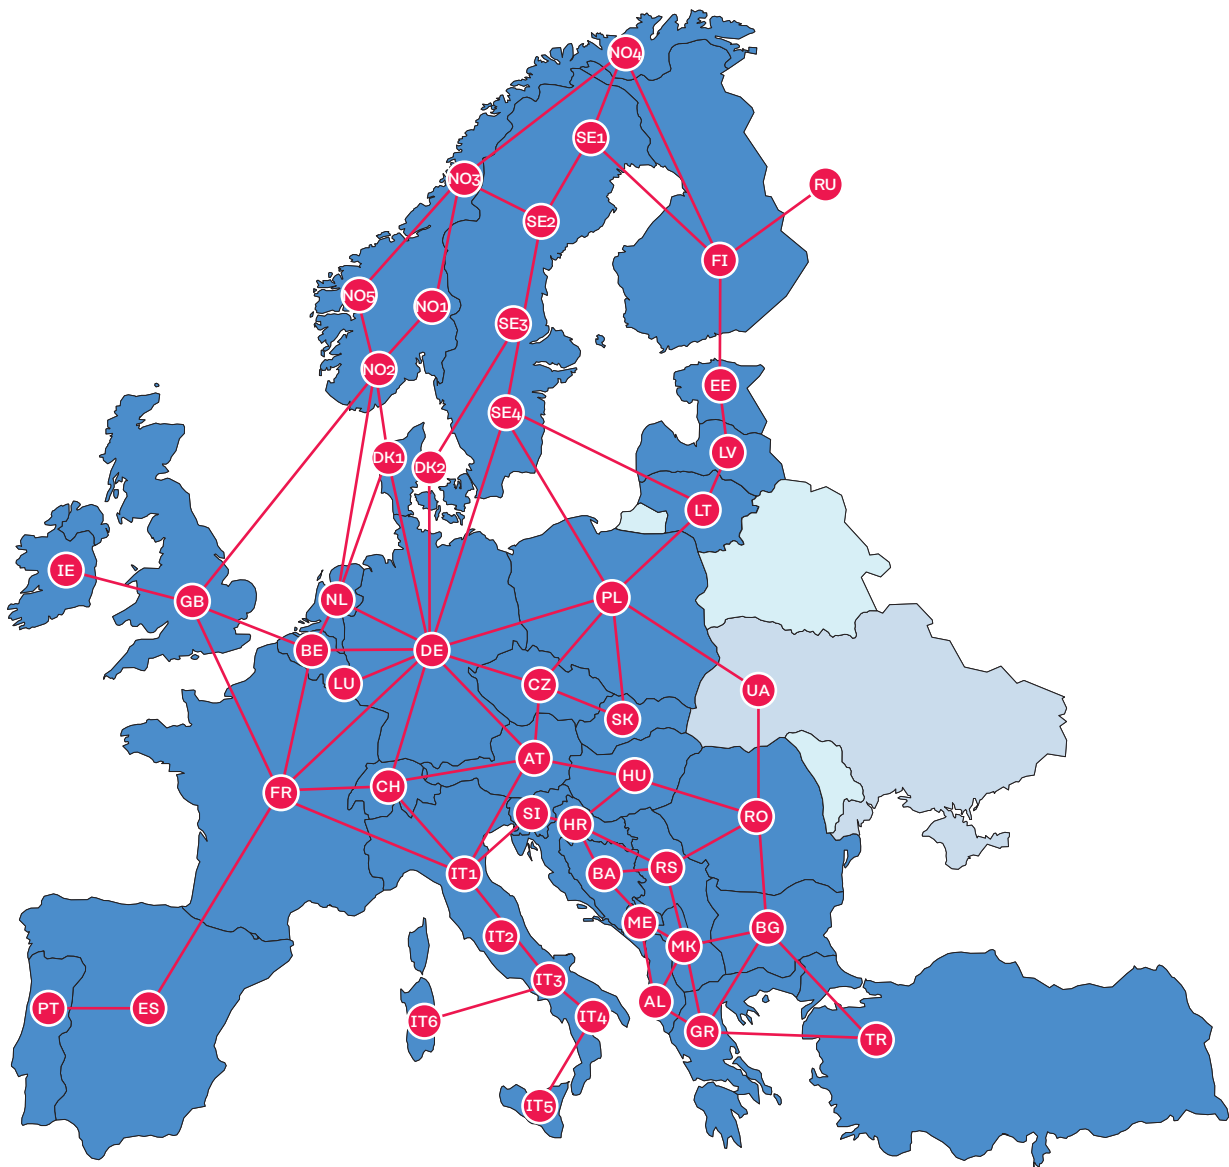 NO4
SE1
NO3
RU
SE2
FI
NO5
NO1
SE3
NO2
EE
SE4
LV
DK1
DK2
LT
IE
GB
NL
PL
BE
DE
LU
CZ
UA
SK
AT
HU
FR
CH
SI
HR
RO
IT1
BA
RS
ME
BG
IT2
MK
IT3
AL
PT
ES
IT6
IT4
GR
TR
IT5